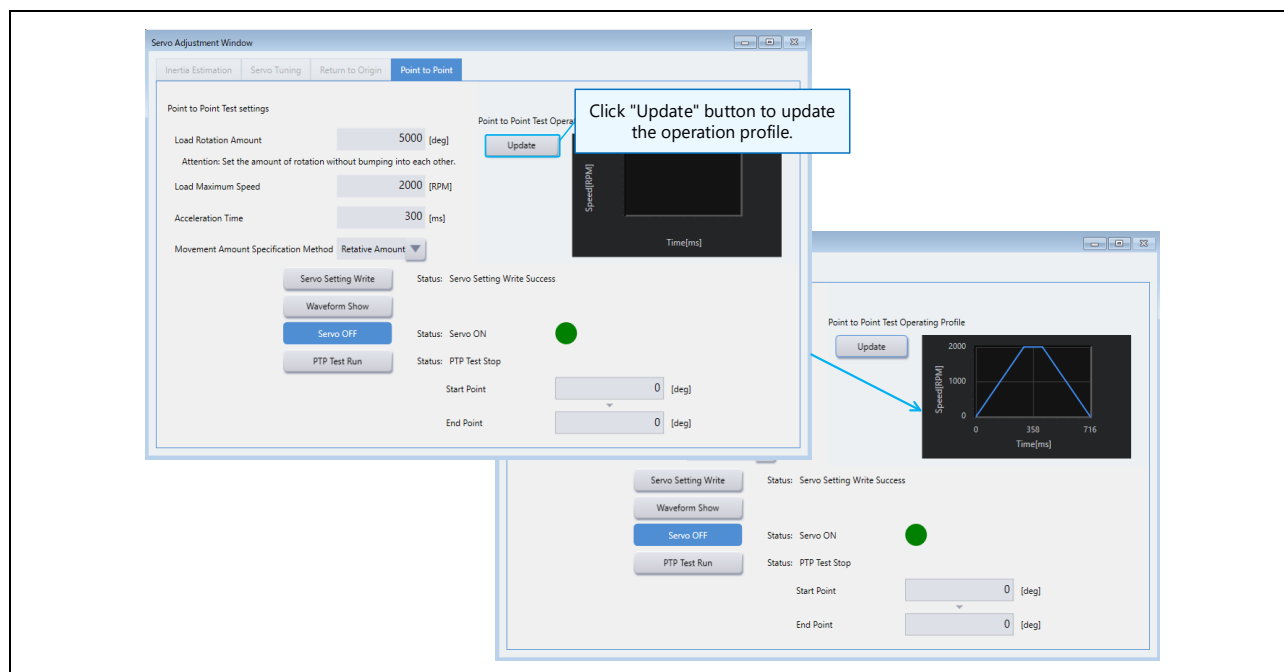 Servo Adjustment Window
Inertia Estimation Servo Tuning Return to Origin Point to Point
Point to Point Test settings
Load Rotation Amount 5000 [deg]
Attention: Set the amount of rotation without bumping into each other.
Load Maximum Speed 2000 [RPM]
Acceleration Time 300 [ms]
Movement Amount Specification Method Retative Amount
Point to Point Test Opera
Update
Click "Update" button to update
the operation profile.
Speed[RPM]
Time[ms]
Servo Setting Write Status: Servo Setting Write Success
Waveform Show
Servo OFF Status: Servo ON
PTP Test Run Status: PTP Test Stop
Start Point 0 [deg]
End Point 0 [deg]
Point to Point Test Operating Profile
Update
2000
1000
0
Speed[RPM]
0 358 716
Time[ms]
Servo Setting Write Status: Servo Setting Write Success
Waveform Show
Servo OFF Status: Servo ON
PTP Test Run Status: PTP Test Stop
Start Point 0 [deg]
End Point 0 [deg]